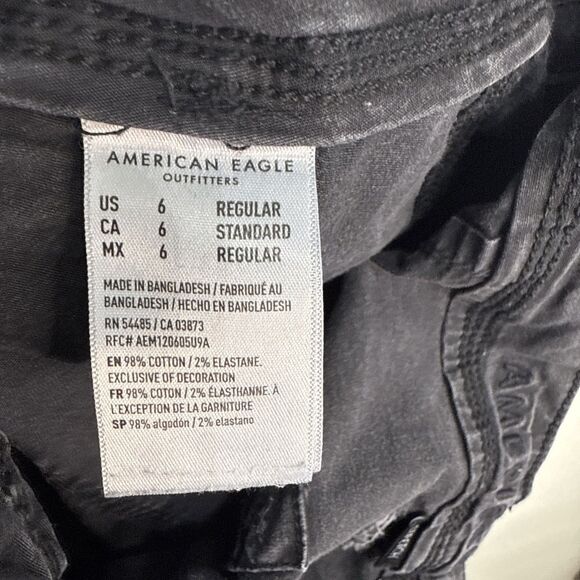 AMERICAN EAGLE
OUTFITTERS
US 6 REGULAR
CA 6 STANDARD
MX 6 REGULAR
MADE IN BANGLADESH / FABRIQUÉ AU
BANGLADESH / HECHO EN BANGLADESH
RN 54485 / CA 03873
RFC# AEM120605U9A
EN 98% COTTON / 2% ELASTANE.
EXCLUSIVE OF DECORATION
FR 98% COTON / 2% ÉLASTHANNE. À
L'EXCEPTION DE LA GARNITURE
SP 98% algodón / 2% elastano